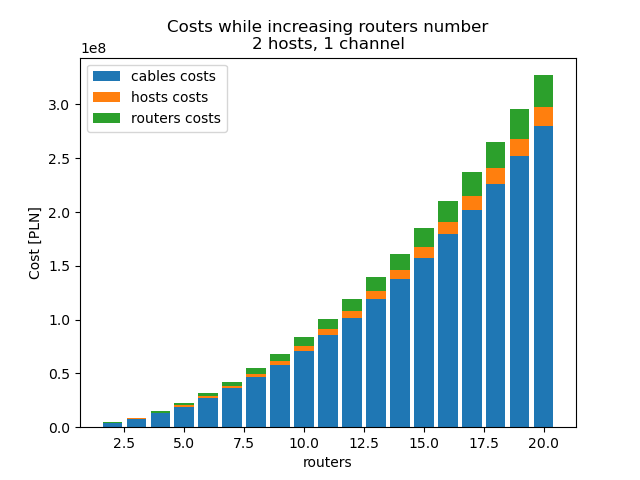 Costs while increasing routers number
2 hosts, 1 channel
1e8
cables costs
hosts costs
routers costs
3.0
2.5
2.0
1.5
1.0
0.5
0.0
Cost [PLN]
2.5 5.0 7.5 10.0 12.5 15.0 17.5 20.0
routers